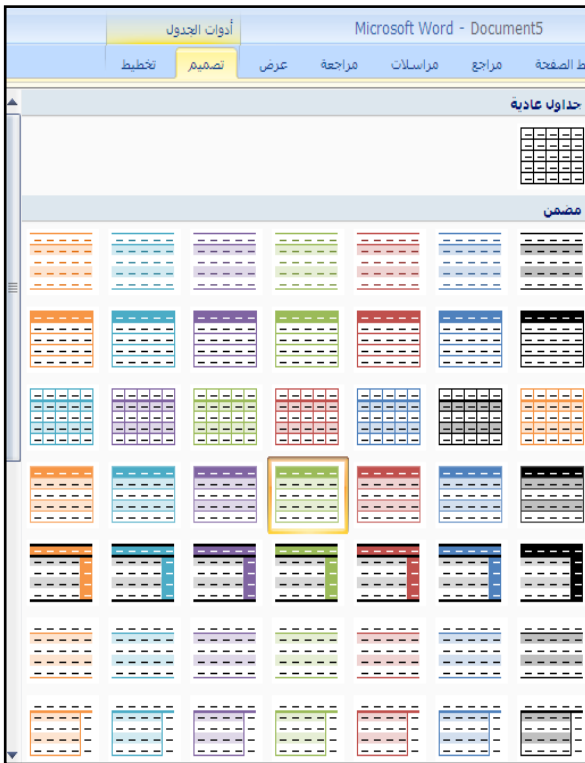 Microsoft Word - Document5
أدوات الجدول
ط الصفحة مراجع مراسلات مراجعة عرض تصميم تخطيط
جداول عادية
مضمن